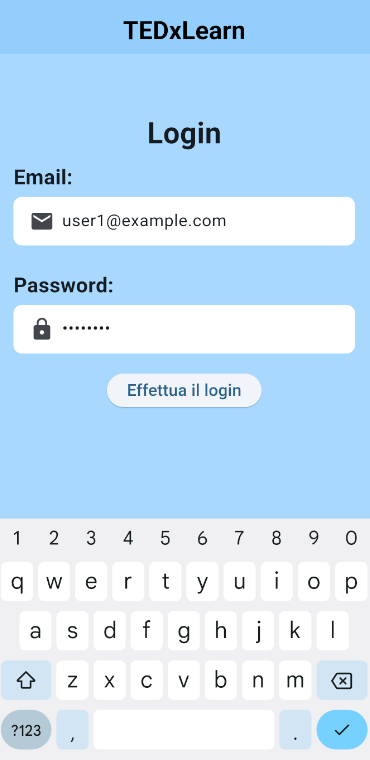 TEDxLearn
Login
Email:
user1@example.com
Password:
••••••••
Effettua il login
1 2 3 4 5 6 7 8 9 0
q w e r t y u i o p
a s d f g h j k l
z x c v b n m
?123 , .